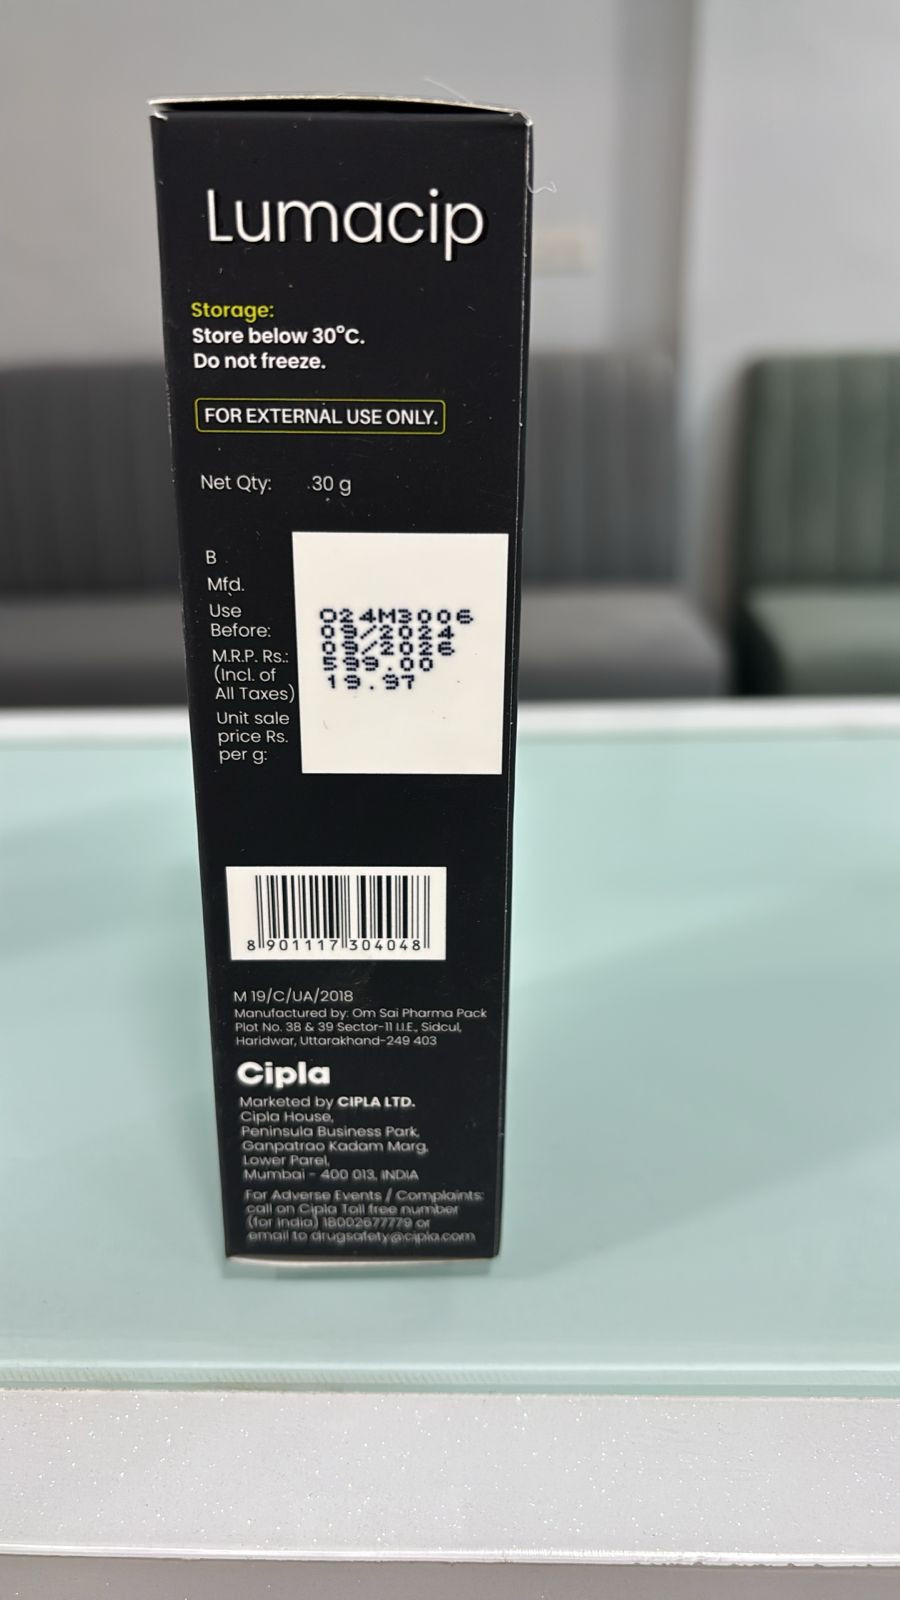 Lumacip
Storage:
Store below 30°C.
Do not freeze.
FOR EXTERNAL USE ONLY.
Net Qty: 30 g
B
Mfd.
Use
Before:
M.R.P. Rs.:
(Incl. of
All Taxes)
Unit sale
price Rs.
per g:
O24M3006
09/2024
08/2026
599.00
19.97
8 901117 304048
M 19/C/UA/2018
Manufactured by: Om Sai Pharma Pack
Plot No. 38 & 39 Sector-11 I.I.E., Sidcul,
Haridwar, Uttarakhand-249 403
Cipla
Marketed by CIPLA LTD.
Cipla House,
Peninsula Business Park,
Ganpatrao Kadam Marg,
Lower Parel,
Mumbai - 400 013, INDIA
For Adverse Events / Complaints:
call on Cipla Toll free number
(for India) 18002677779 or
email to drugsafety@cipla.com